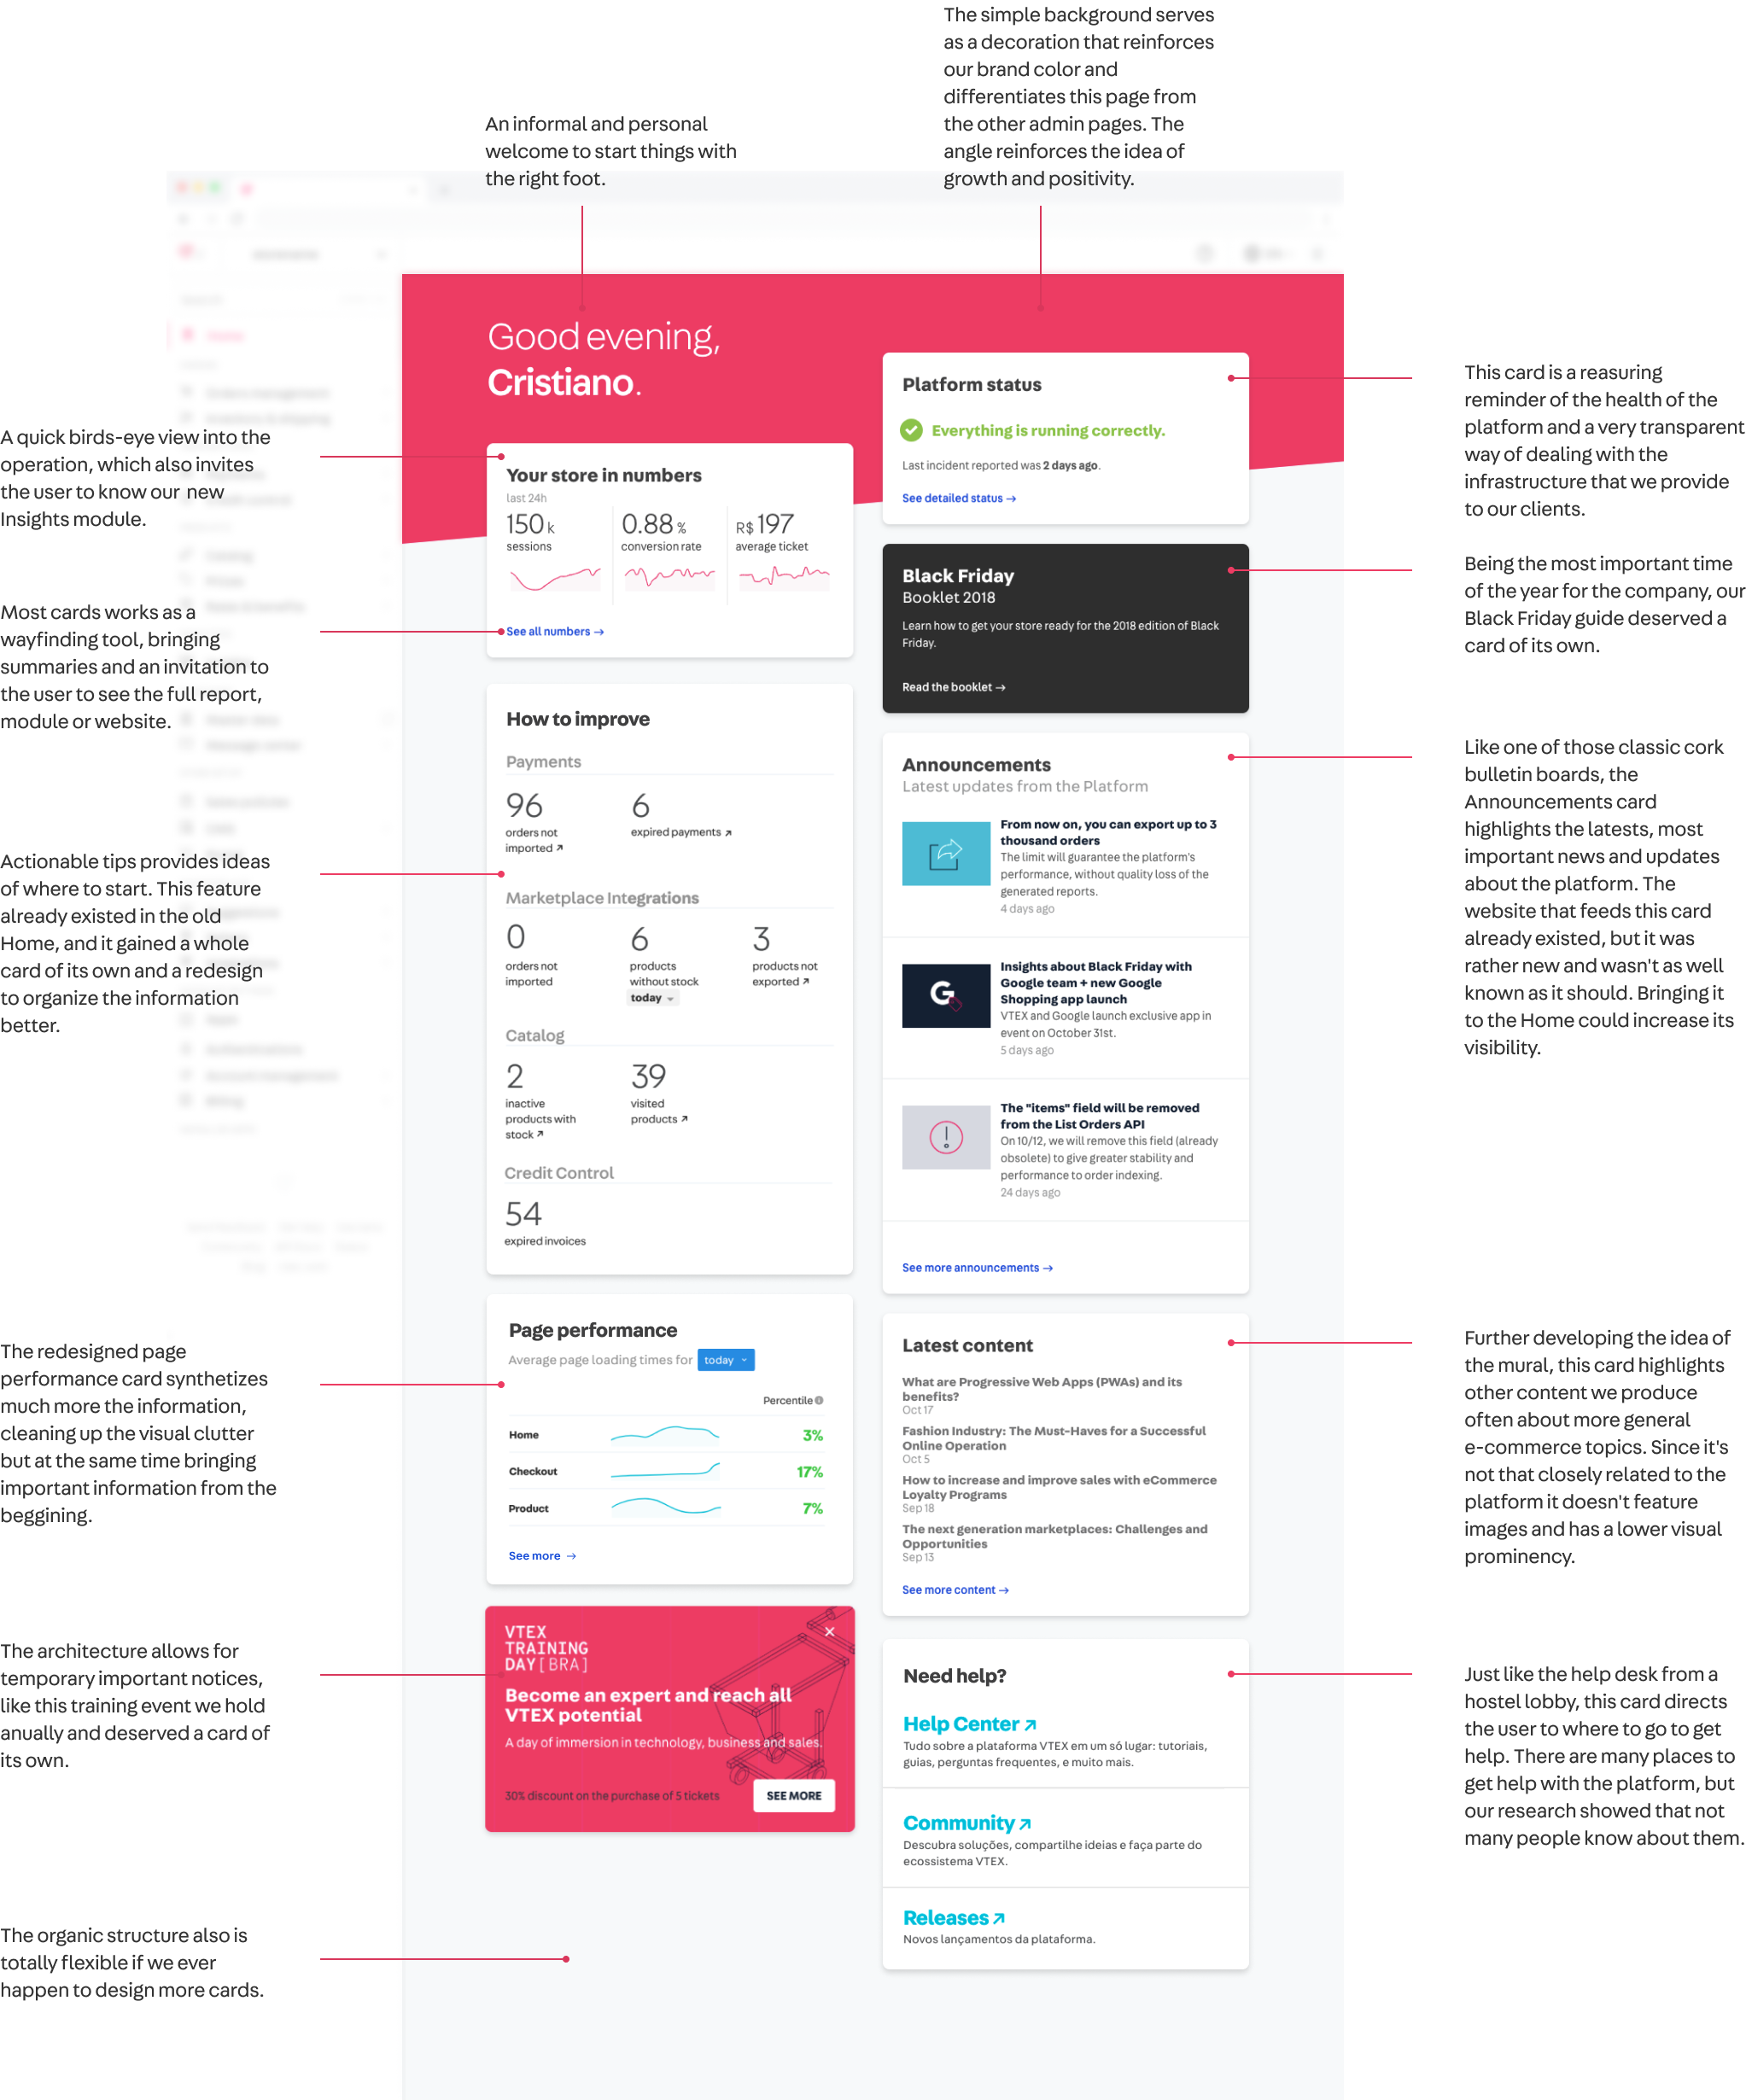 The simple background serves
as a decoration that reinforces
our brand color and
differentiates this page from
the other admin pages. The
angle reinforces the idea of
growth and positivity.
An informal and personal
welcome to start things with
the right foot.
Good evening,
Cristiano.
A quick birds-eye view into the
operation, which also invites
the user to know our new
Insights module.
Most cards works as a
wayfinding tool, bringing
summaries and an invitation to
the user to see the full report,
module or website.
Actionable tips provides ideas
of where to start. This feature
already existed in the old
Home, and it gained a whole
card of its own and a redesign
to organize the information
better.
The redesigned page
performance card synthetizes
much more the information,
cleaning up the visual clutter
but at the same time bringing
important information from the
beggining.
The architecture allows for
temporary important notices,
like this training event we hold
anually and deserved a card of
its own.
The organic structure also is
totally flexible if we ever
happen to design more cards.
Your store in numbers
last 24h
150 k
sessions
0.88 %
conversion rate
R$ 197
average ticket
See all numbers →
How to improve
Payments
96
orders not
imported ↗
6
expired payments ↗
Marketplace Integrations
0
orders not
imported
6
products
without stock
today
3
products not
exported ↗
Catalog
2
inactive
products with
stock ↗
39
visited
products ↗
Credit Control
54
expired invoices
Page performance
Average page loading times for today
Percentile
Home 3%
Checkout 17%
Product 7%
See more →
VTEX
TRAINING
DAY[BRA]
Become an expert and reach all
VTEX potential
A day of immersion in technology, business and sales.
30% discount on the purchase of 5 tickets
SEE MORE
Platform status
Everything is running correctly.
Last incident reported was 2 days ago.
See detailed status →
Black Friday
Booklet 2018
Learn how to get your store ready for the 2018 edition of Black
Friday.
Read the booklet →
Announcements
Latest updates from the Platform
From now on, you can export up to 3
thousand orders
The limit will guarantee the platform's
performance, without quality loss of the
generated reports.
4 days ago
Insights about Black Friday with
Google team + new Google
Shopping app launch
VTEX and Google launch exclusive app in
event on October 31st.
5 days ago
The "items" field will be removed
from the List Orders API
On 10/12, we will remove this field (already
obsolete) to give greater stability and
performance to order indexing.
24 days ago
See more announcements →
Latest content
What are Progressive Web Apps (PWAs) and its
benefits?
Oct 17
Fashion Industry: The Must-Haves for a Successful
Online Operation
Oct 5
How to increase and improve sales with eCommerce
Loyalty Programs
Sep 18
The next generation marketplaces: Challenges and
Opportunities
Sep 13
See more content →
Need help?
Help Center ↗
Tudo sobre a plataforma VTEX em um só lugar: tutoriais,
guias, perguntas frequentes, e muito mais.
Community ↗
Descubra soluções, compartilhe ideias e faça parte do
ecossistema VTEX.
Releases ↗
Novos lançamentos da plataforma.
This card is a reasuring
reminder of the health of the
platform and a very transparent
way of dealing with the
infrastructure that we provide
to our clients.
Being the most important time
of the year for the company, our
Black Friday guide deserved a
card of its own.
Like one of those classic cork
bulletin boards, the
Announcements card
highlights the latests, most
important news and updates
about the platform. The
website that feeds this card
already existed, but it was
rather new and wasn't as well
known as it should. Bringing it
to the Home could increase its
visibility.
Further developing the idea of
the mural, this card highlights
other content we produce
often about more general
e-commerce topics. Since it's
not that closely related to the
platform it doesn't feature
images and has a lower visual
prominency.
Just like the help desk from a
hostel lobby, this card directs
the user to where to go to get
help. There are many places to
get help with the platform, but
our research showed that not
many people know about them.